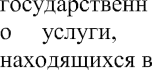 государственн
о услуги,
находящихся в